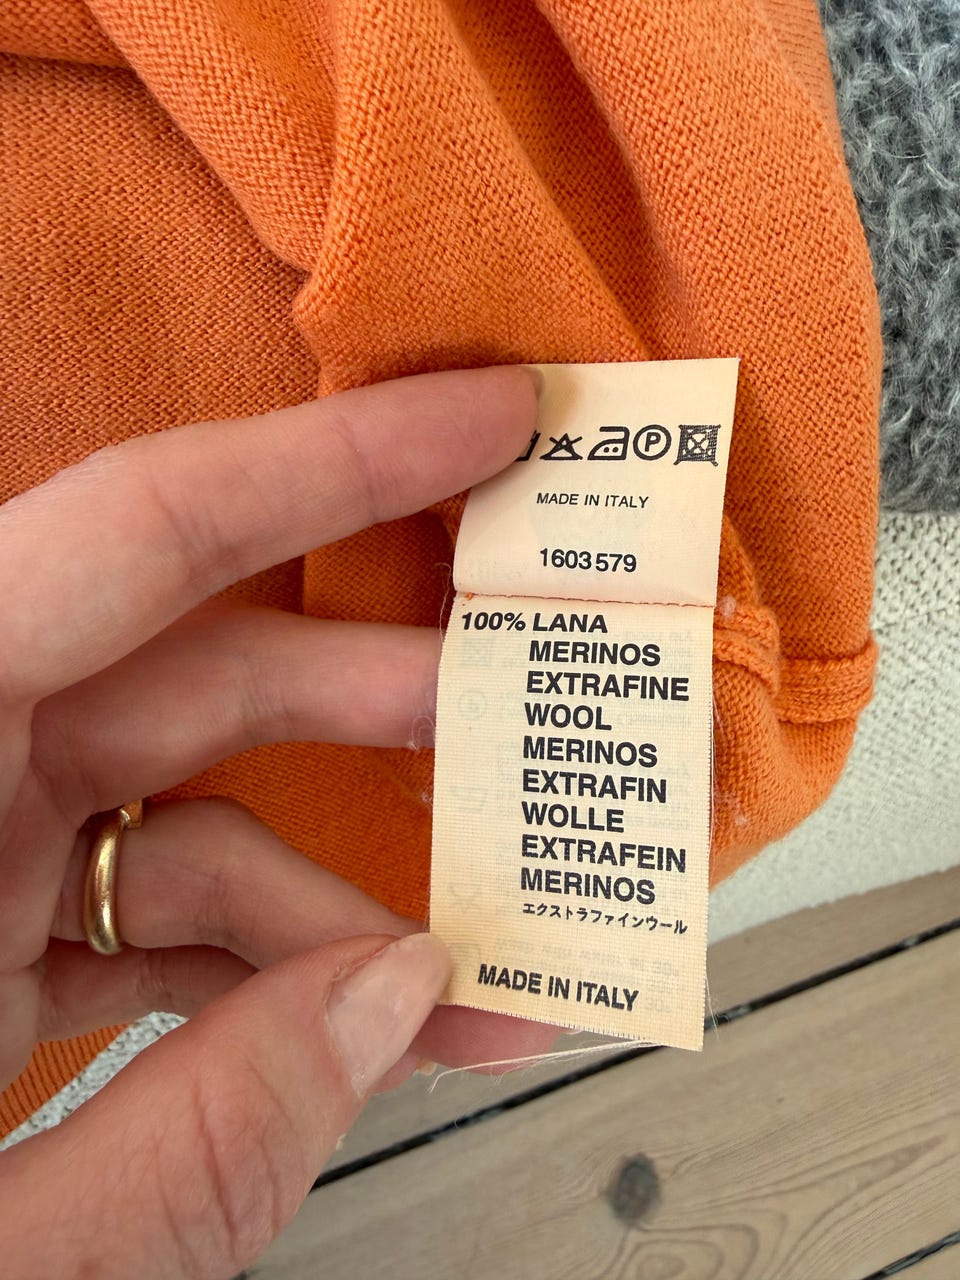 P
MADE IN ITALY
1603579
100% LANA
MERINOS
EXTRAFINE
WOOL
MERINOS
EXTRAFIN
WOLLE
EXTRAFEIN
MERINOS
エクストラファインウール
MADE IN ITALY